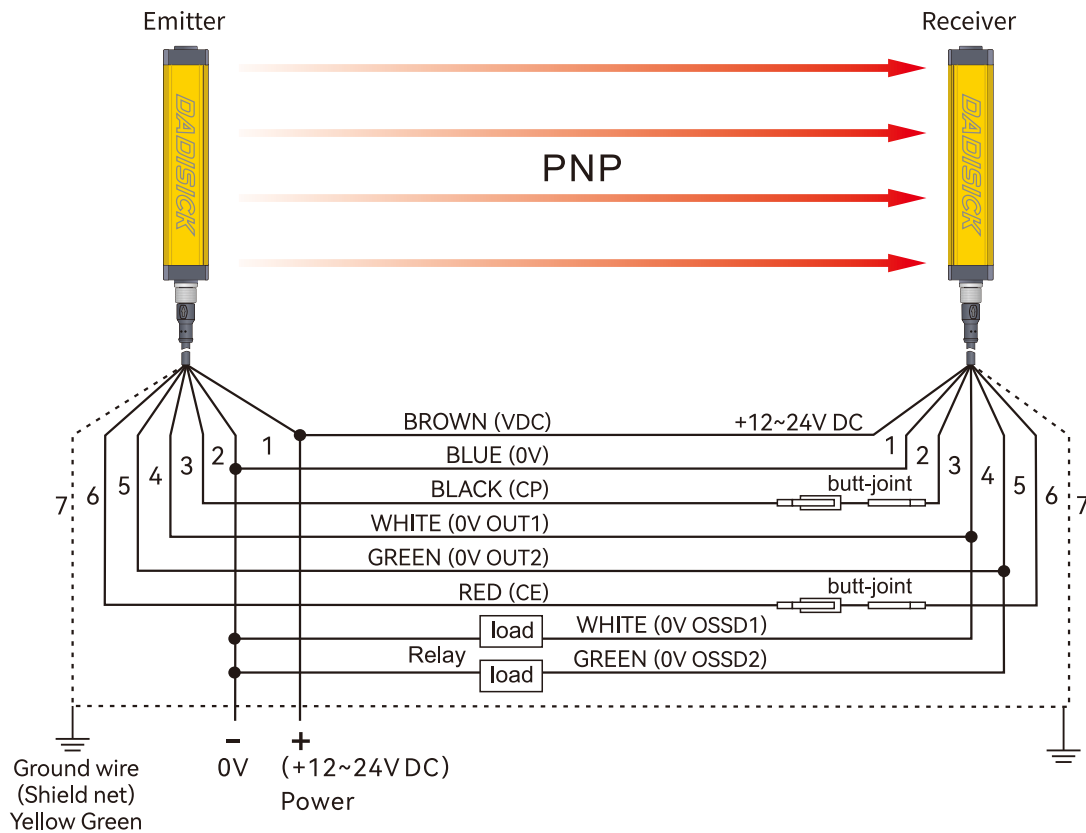 Emitter
Receiver
DADISICK
DADISICK
PNP
BROWN (VDC)
+12~24V DC
BLUE (0V)
BLACK (CP)
butt-joint
WHITE (0V OUT1)
GREEN (0V OUT2)
RED (CE)
butt-joint
load
WHITE (0V OSSD1)
Relay
load
GREEN (0V OSSD2)
7 6 5 4 3 2 1
1 2 3 4 5 6 7
- +
0V (+12~24V DC)
Power
Ground wire
(Shield net)
Yellow Green